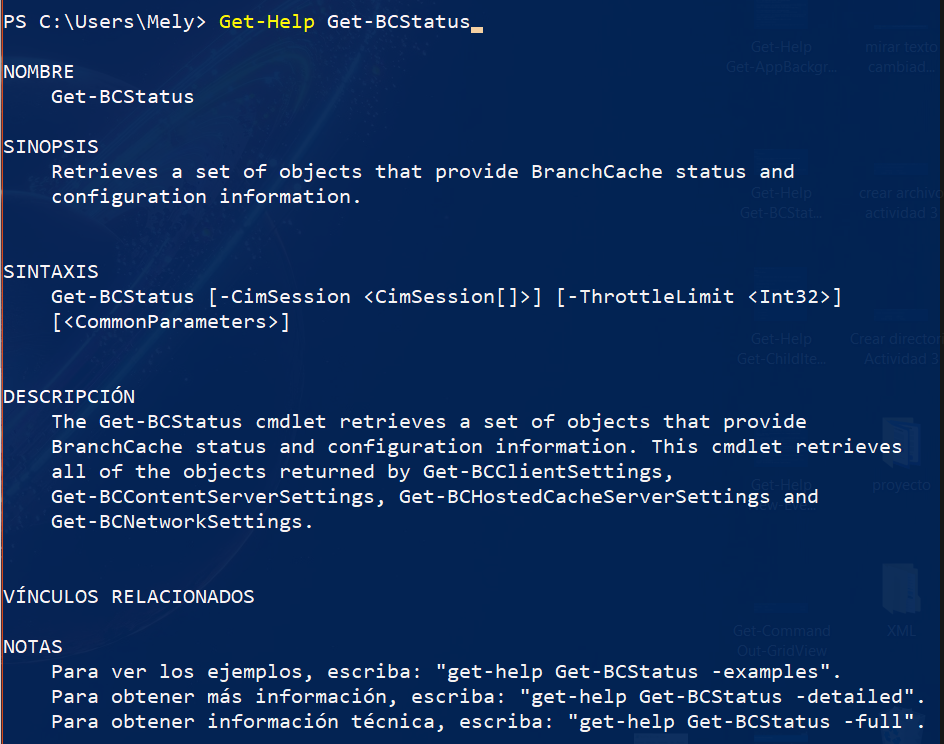 PS C:\Users\Mely> Get-Help Get-BCStatus
NOMBRE
Get-BCStatus
SINOPSIS
Retrieves a set of objects that provide BranchCache status and
configuration information.
SINTAXIS
Get-BCStatus [-CimSession <CimSession[]>] [-ThrottleLimit <Int32>]
[<CommonParameters>]
DESCRIPCIÓN
The Get-BCStatus cmdlet retrieves a set of objects that provide
BranchCache status and configuration information. This cmdlet retrieves
all of the objects returned by Get-BCClientSettings,
Get-BCContentServerSettings, Get-BCHostedCacheServerSettings and
Get-BCNetworkSettings.
VÍNCULOS RELACIONADOS
NOTAS
Para ver los ejemplos, escriba: "get-help Get-BCStatus -examples".
Para obtener más información, escriba: "get-help Get-BCStatus -detailed".
Para obtener información técnica, escriba: "get-help Get-BCStatus -full".
Get-Help
Get-AppBackgr...
mirar texto
cambiad...
Get-Help
Get-BCStat...
crear archivo
actividad 3
Get-Help
Get-ChildIte...
Crear director
Actividad 3
Get-Help
proyecto
Get-Command
Out-GridView
XML